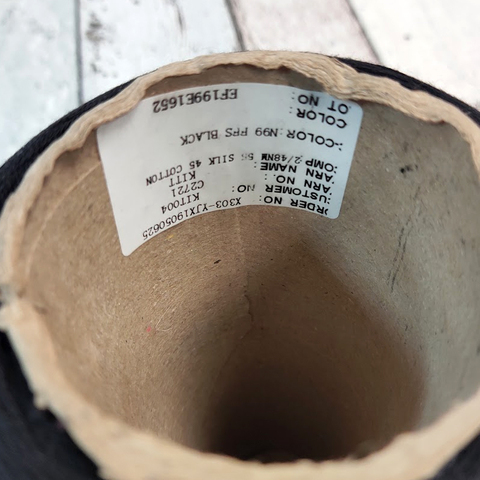 RDER NO: X303-YJX19050625
USTOMER NO: KIT004
ARN NO.: C2721
ARN NAME: KITT
OMP 2/48NM 55 SILK 45 COTTON
COLOR:N99 PPS BLACK
COLOR :
OT NO : EF199E1652